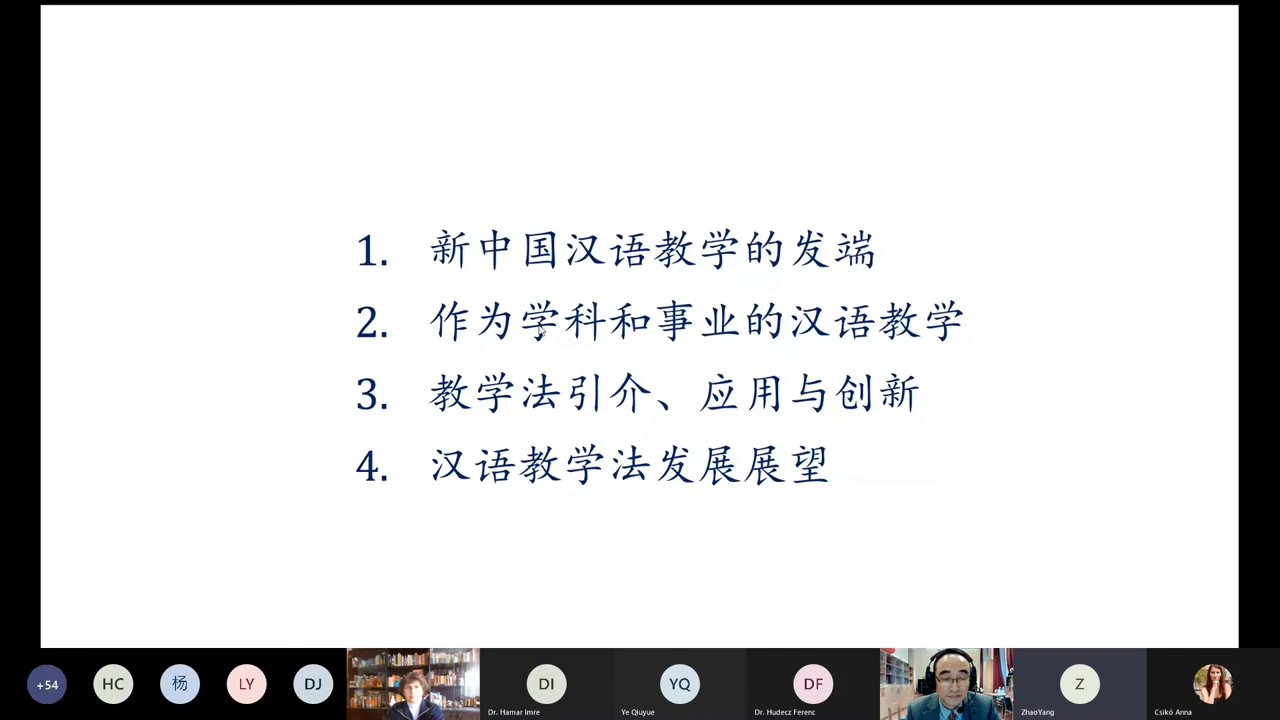 1. 新中国汉语教学的发端
2. 作为学科和事业的汉语教学
3. 教学法引介、应用与创新
4. 汉语教学法发展展望
+54 HC 杨 LY DJ DI YQ DF Z
Dr. Hamar Imre Ye Qiuyue Dr. Hudecz Ferenc ZhaoYang Csikó Anna